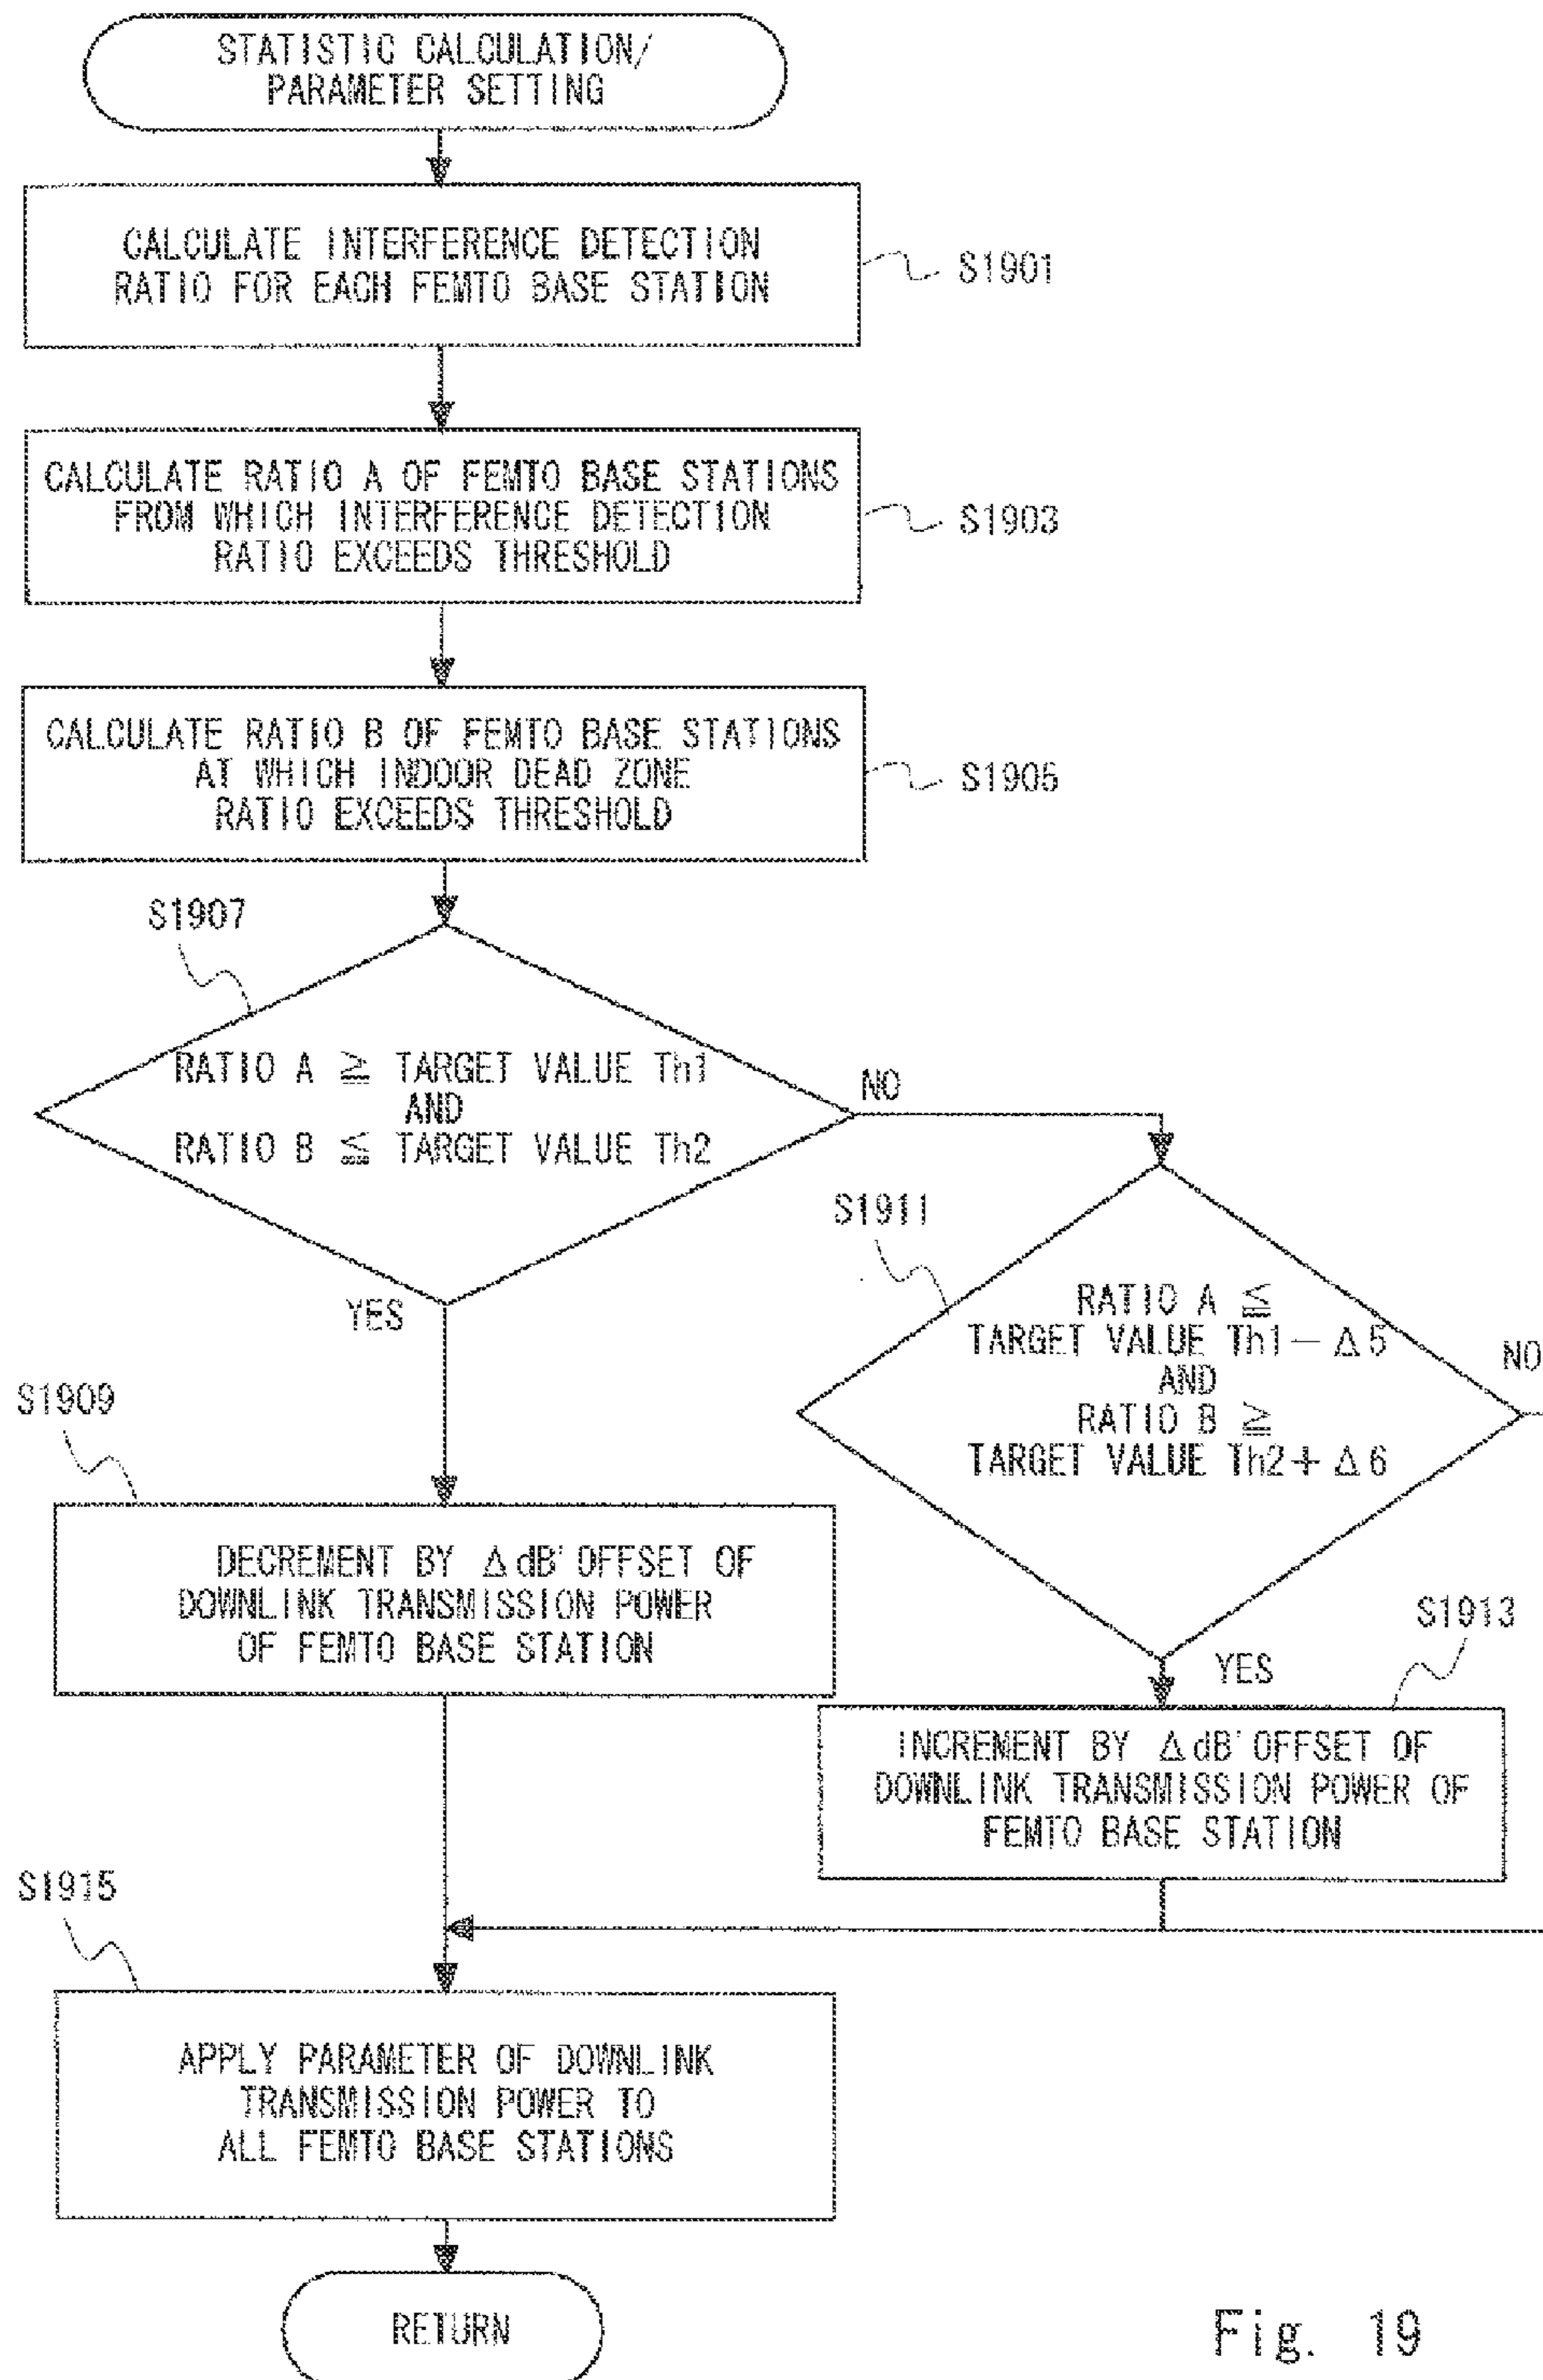 STATISTIC CALCULATION/
PARAMETER SETTING
CALCULATE INTERFERENCE DETECTION
RATIO FOR EACH FEMTO BASE STATION
S1901
CALCULATE RATIO A OF FEMTO BASE STATIONS
FROM WHICH INTERFERENCE DETECTION
RATIO EXCEEDS THRESHOLD
S1903
CALCULATE RATIO B OF FEMTO BASE STATIONS
AT WHICH INDOOR DEAD ZONE
RATIO EXCEEDS THRESHOLD
S1905
S1907
RATIO A ≧ TARGET VALUE Th1
AND
RATIO B ≦ TARGET VALUE Th2
NO
YES
S1911
RATIO A ≦
TARGET VALUE Th1-Δ5
AND
RATIO B ≧
TARGET VALUE Th2+Δ6
NO
YES
S1909
DECREMENT BY ΔdB' OFFSET OF
DOWNLINK TRANSMISSION POWER
OF FEMTO BASE STATION
S1913
INCREMENT BY ΔdB' OFFSET OF
DOWNLINK TRANSMISSION POWER OF
FEMTO BASE STATION
S1915
APPLY PARAMETER OF DOWNLINK
TRANSMISSION POWER TO
ALL FEMTO BASE STATIONS
RETURN
Fig. 19